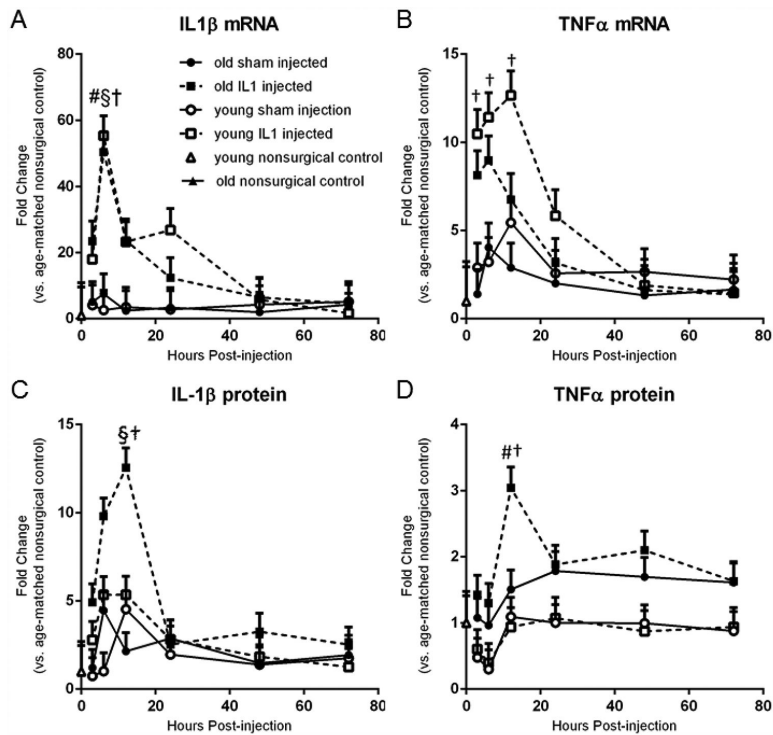 A
IL1β mRNA
Fold Change
(vs. age-matched nonsurgical control)
80
60
40
20
0
#§†
old sham injected
old IL1 injected
young sham injection
young IL1 injected
young nonsurgical control
old nonsurgical control
0 20 40 60 80
Hours Post-injection
B
TNFα mRNA
Fold Change
(vs. age-matched nonsurgical control)
15
10
5
0
† † †
0 20 40 60 80
Hours Post-injection
C
IL-1β protein
Fold Change
(vs. age-matched nonsurgical control)
15
10
5
0
§†
0 20 40 60 80
Hours Post-injection
D
TNFα protein
Fold Change
(vs. age-matched nonsurgical control)
4
3
2
1
0
#†
0 20 40 60 80
Hours Post-injection